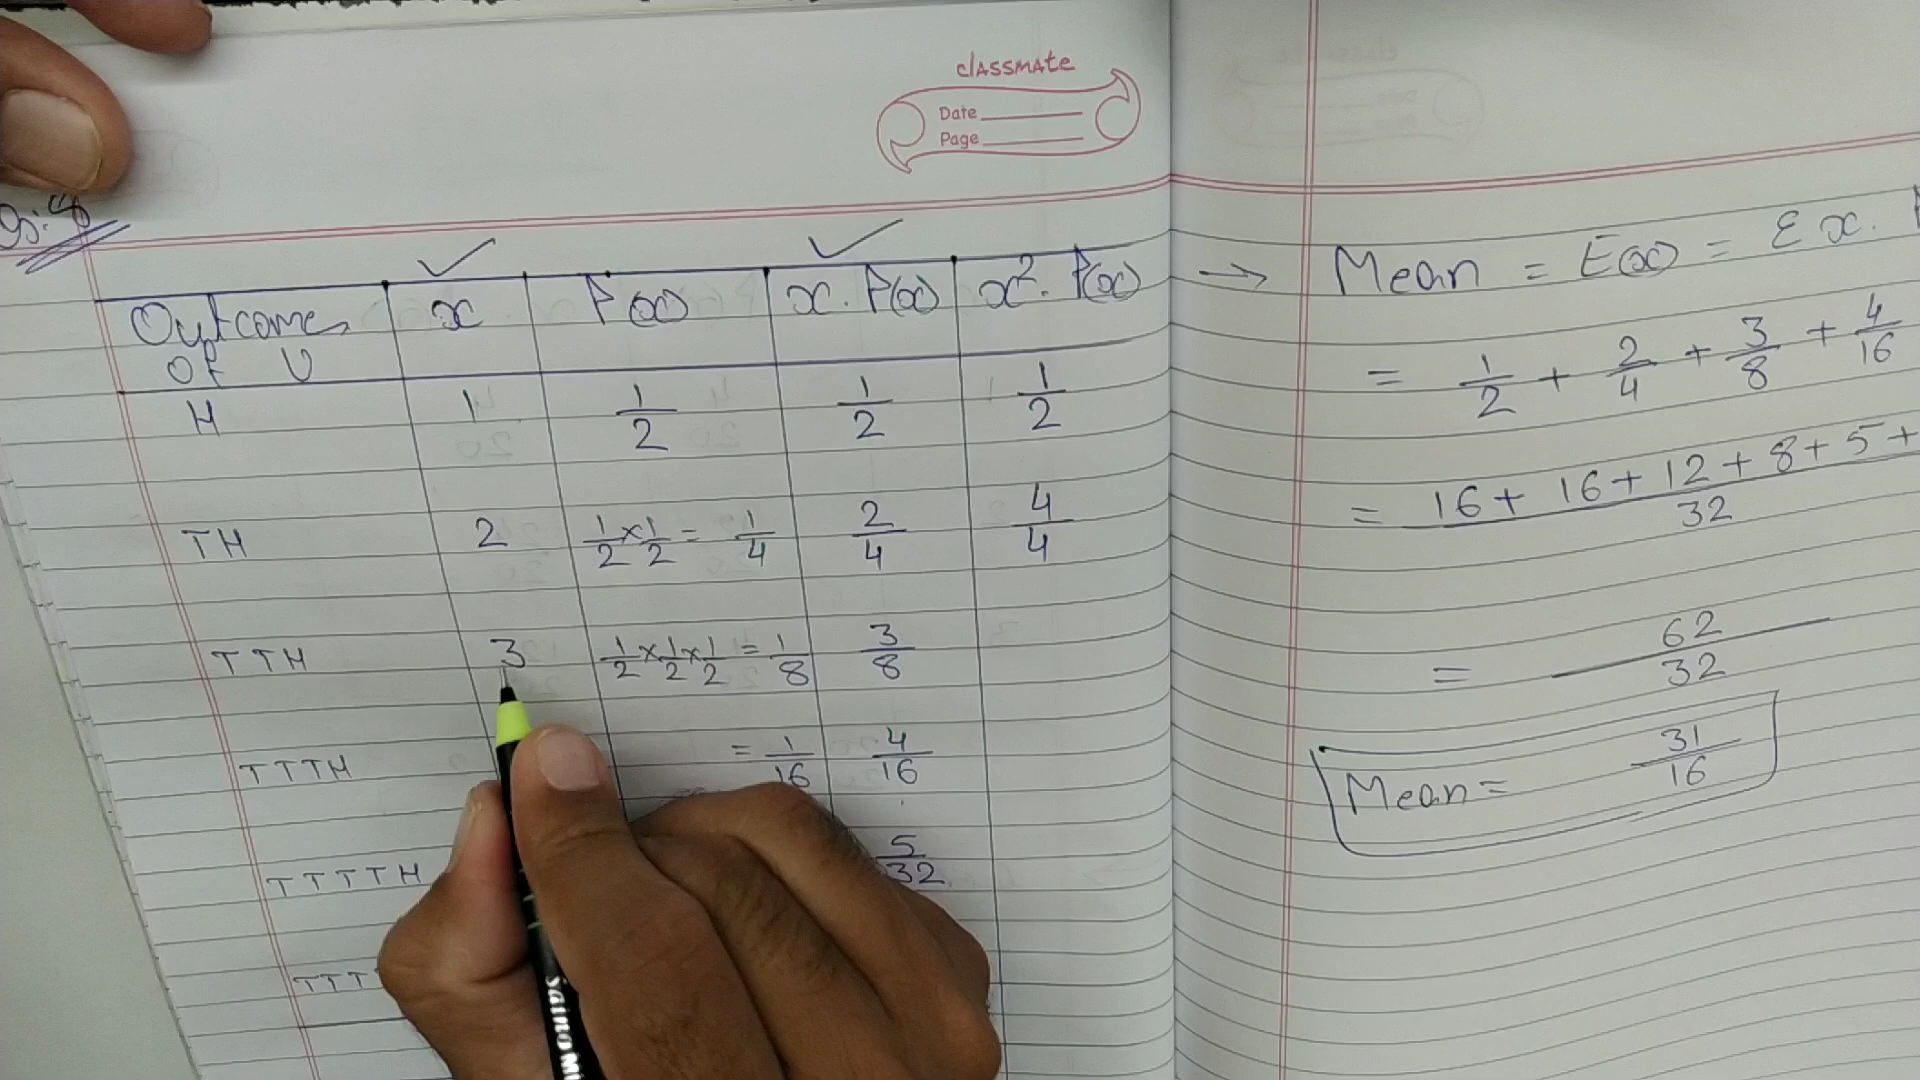 classmate
Date
Page
Outcome x P(x) x . P(x) x². P(x)
of U
H 1 1/2 1/2 1/2
TH 2 1/2 × 1/2 = 1/4 2/4 4/4
TTH 3 1/2 × 1/2 × 1/2 = 1/8 3/8
TTTH = 1/16 4/16
TTTTH 5/32
TTT
→ Mean = E(x) = Σ x .
= 1/2 + 2/4 + 3/8 + 4/16
= 16 + 16 + 12 + 8 + 5 + / 32
= 62/32
Mean = 31/16
Saino